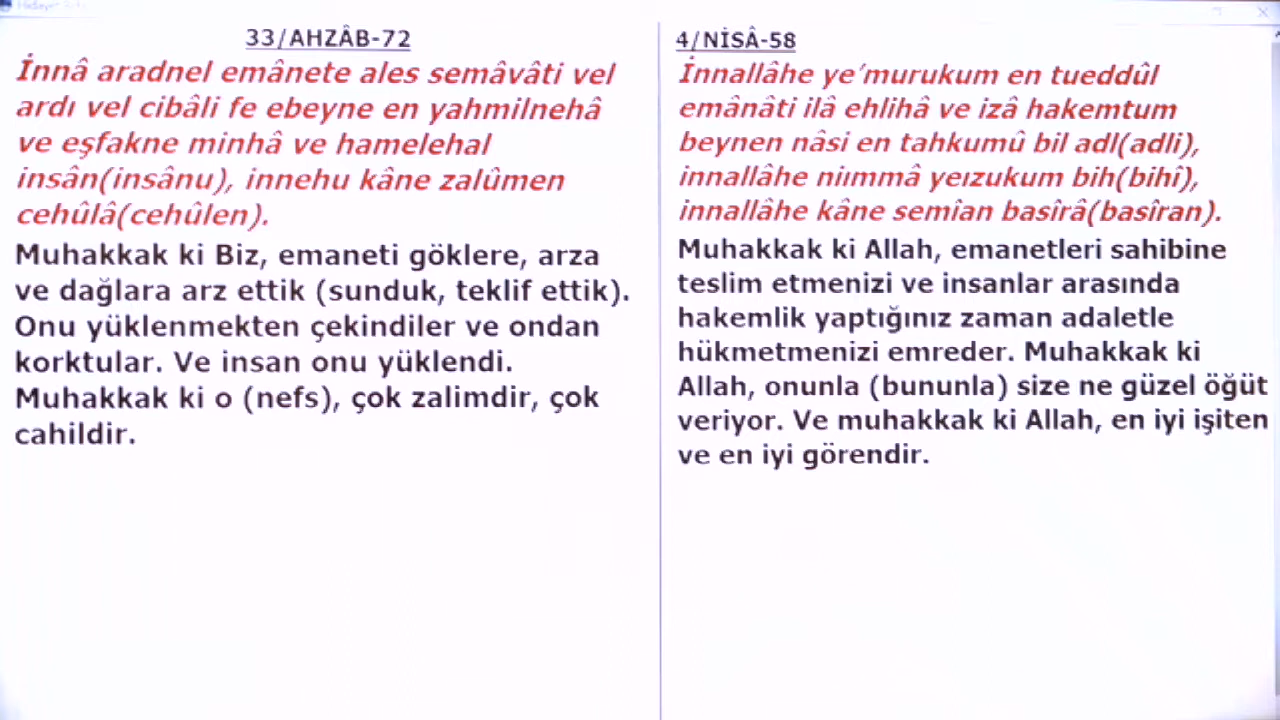 33/AHZÂB-72
İnnâ aradnel emânete ales semâvâti vel
ardı vel cibâli fe ebeyne en yahmilnehâ
ve eşfakne minhâ ve hamelehal
insân(insânu), innehu kâne zalûmen
cehûlâ(cehûlen).
Muhakkak ki Biz, emaneti göklere, arza
ve dağlara arz ettik (sunduk, teklif ettik).
Onu yüklenmekten çekindiler ve ondan
korktular. Ve insan onu yüklendi.
Muhakkak ki o (nefs), çok zalimdir, çok
cahildir.
4/NİSÂ-58
İnnallâhe ye’murukum en tueddûl
emânâti ilâ ehlihâ ve izâ hakemtum
beynen nâsi en tahkumû bil adl(adli),
innallâhe niımmâ yeızukum bih(bihî),
innallâhe kâne semîan basîrâ(basîran).
Muhakkak ki Allah, emanetleri sahibine
teslim etmenizi ve insanlar arasında
hakemlik yaptığınız zaman adaletle
hükmetmenizi emreder. Muhakkak ki
Allah, onunla (bununla) size ne güzel öğüt
veriyor. Ve muhakkak ki Allah, en iyi işiten
ve en iyi görendir.